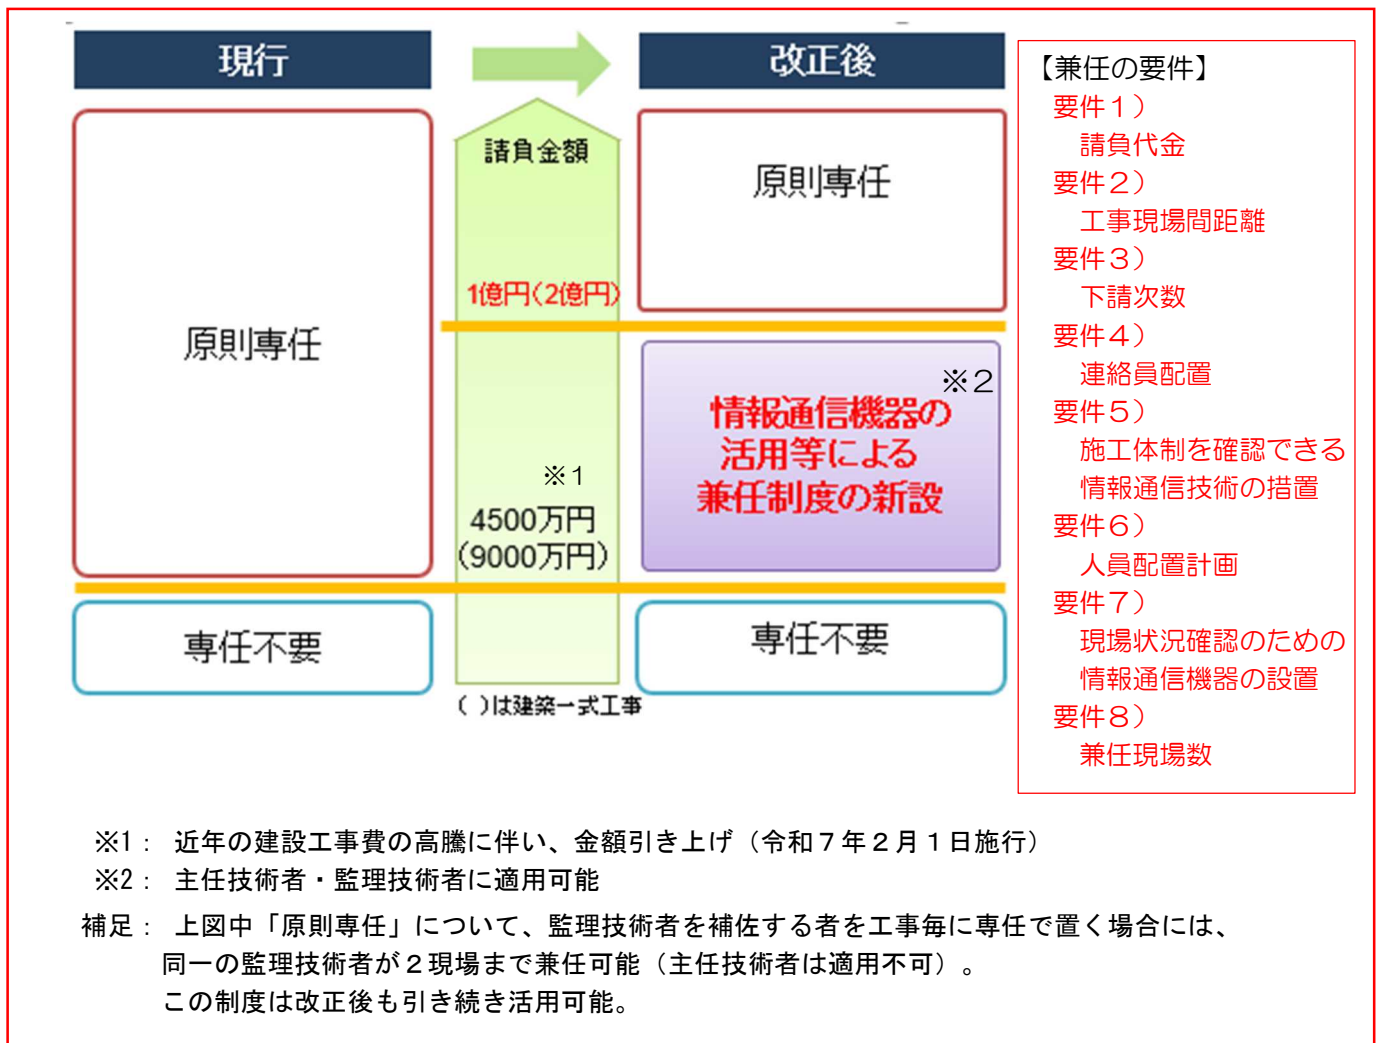 現行
改正後
原則専任
専任不要
請負金額
1億円(2億円)
※1
4500万円
(9000万円)
( )は建築一式工事
原則専任
※2
情報通信機器の
活用等による
兼任制度の新設
専任不要
【兼任の要件】
要件1)
請負代金
要件2)
工事現場間距離
要件3)
下請次数
要件4)
連絡員配置
要件5)
施工体制を確認できる
情報通信技術の措置
要件6)
人員配置計画
要件7)
現場状況確認のための
情報通信機器の設置
要件8)
兼任現場数
※1: 近年の建設工事費の高騰に伴い、金額引き上げ(令和7年2月1日施行)
※2: 主任技術者・監理技術者に適用可能
補足: 上図中「原則専任」について、監理技術者を補佐する者を工事毎に専任で置く場合には、
同一の監理技術者が2現場まで兼任可能(主任技術者は適用不可)。
この制度は改正後も引き続き活用可能。